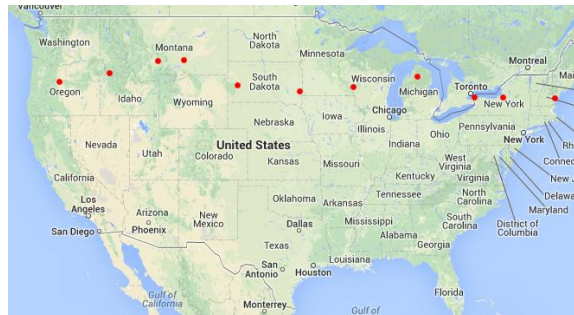 Vancouver
Washington
Montana
North
Dakota
Minnesota
Montreal
Oregon
Idaho
Wyoming
South
Dakota
Wisconsin
Michigan
Toronto
New York
Nebraska
Iowa
Chicago
Illinois
Indiana
Ohio
Pennsylvania
New York
Nevada
Utah
Colorado
United States
Kansas
Missouri
Kentucky
West
Virginia
Virginia
California
Los
Angeles
San Diego
Arizona
Phoenix
New
Mexico
Oklahoma
Arkansas
Tennessee
North
Carolina
South
Carolina
Dallas
Mississippi
Alabama
Georgia
Texas
Louisiana
San
Antonio
Houston
Florida
Monterrey
Gulf of
California
Gulf of
Mai
Rh
Connec
New J
Delawa
Maryland
District of
Columbia